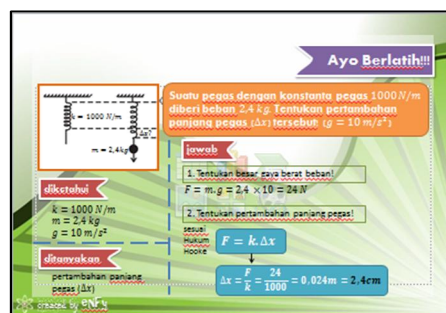 Ayo Berlatih!!!
Suatu pegas dengan konstanta pegas 1000 N/m
diberi beban 2,4 kg. Tentukan pertambahan
panjang pegas (Δx) tersebut! (g = 10 m/s²)
k = 1000 N/m
Δx?
m = 2,4kg
jawab
1. Tentukan besar gaya berat beban!
F = m.g = 2,4 × 10 = 24 N
2. Tentukan pertambahan panjang pegas!
sesuai
Hukum
Hooke
F = k.Δx
Δx = F/k = 24/1000 = 0,024m = 2,4cm
diketahui
k = 1000 N/m
m = 2,4 kg
g = 10 m/s²
ditanyakan
pertambahan panjang
pegas (Δx)
created by eNFy